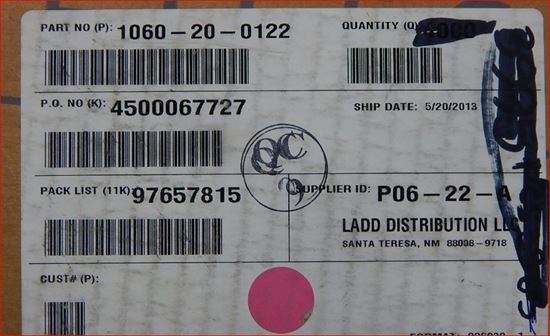 PART NO (P): 1060-20-0122
QUANTITY (Q)
P.O. NO (K): 4500067727
SHIP DATE: 5/20/2013
QC
PACK LIST (11K): 97657815
SUPPLIER ID: P06-22-A
LADD DISTRIBUTION LLC
SANTA TERESA, NM 88008-9718
CUST# (P):